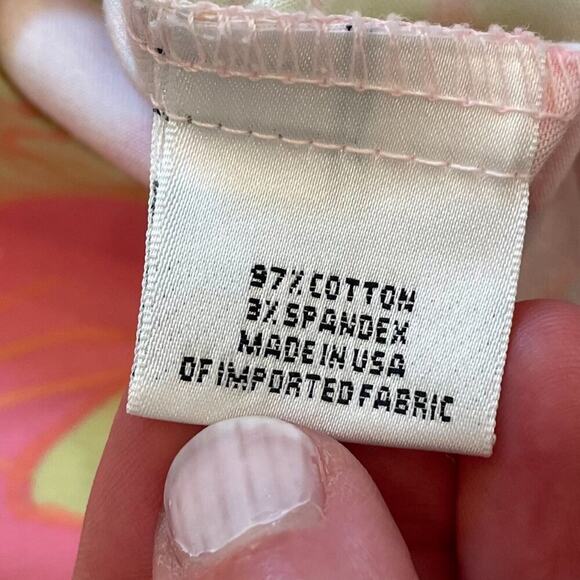 97% COTTON
3% SPANDEX
MADE IN USA
OF IMPORTED FABRIC